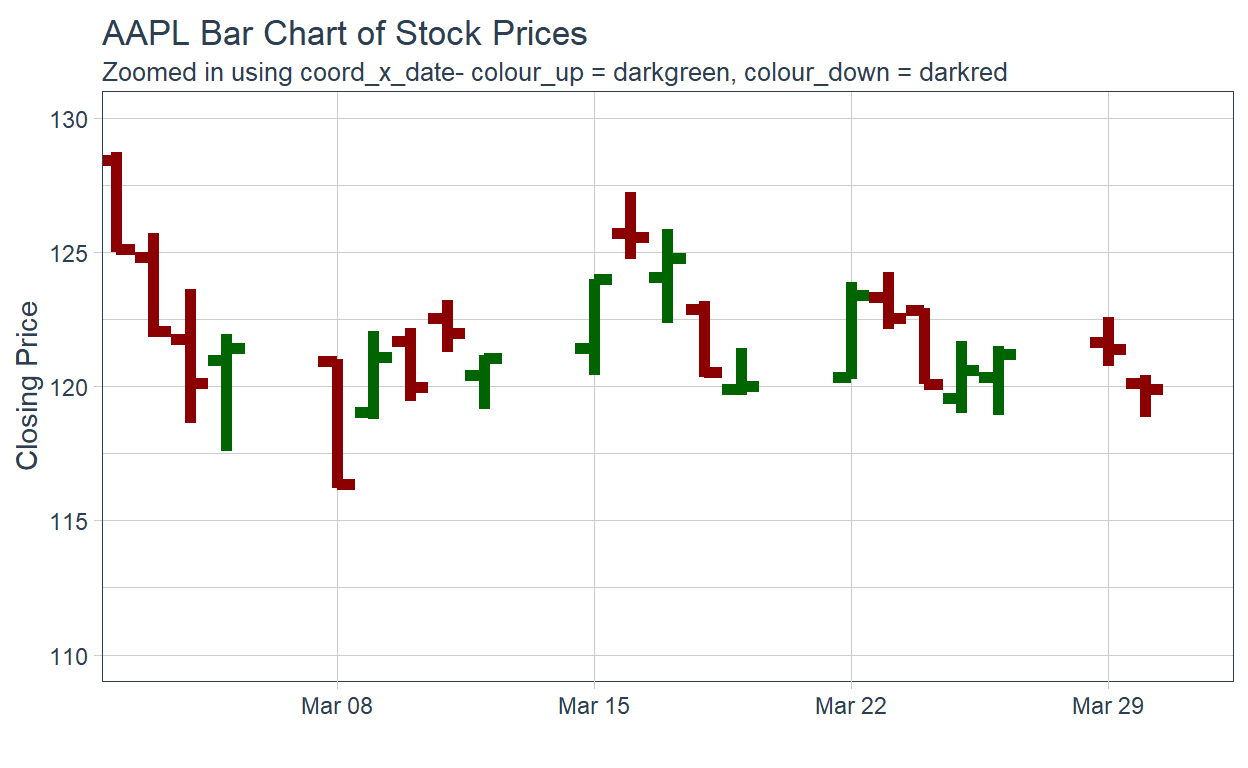 AAPL Bar Chart of Stock Prices
Zoomed in using coord_x_date- colour_up = darkgreen, colour_down = darkred
Closing Price
130
125
120
115
110
Mar 08
Mar 15
Mar 22
Mar 29